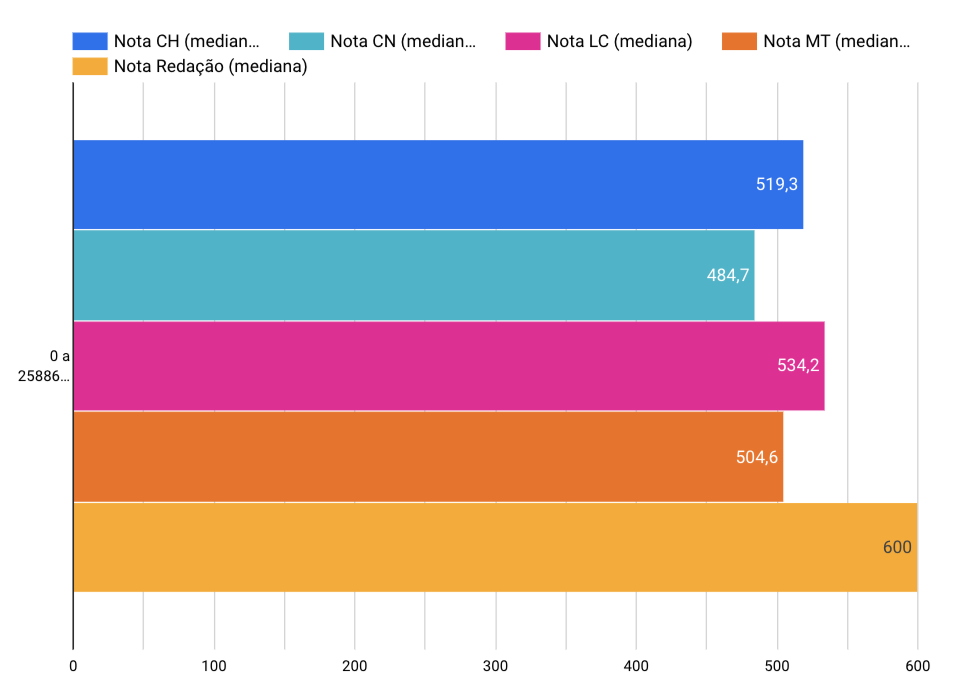 Nota CH (median... Nota CN (median... Nota LC (mediana) Nota MT (median...
Nota Redação (mediana)
519,3
484,7
534,2
0 a
25886...
504,6
600
0 100 200 300 400 500 600